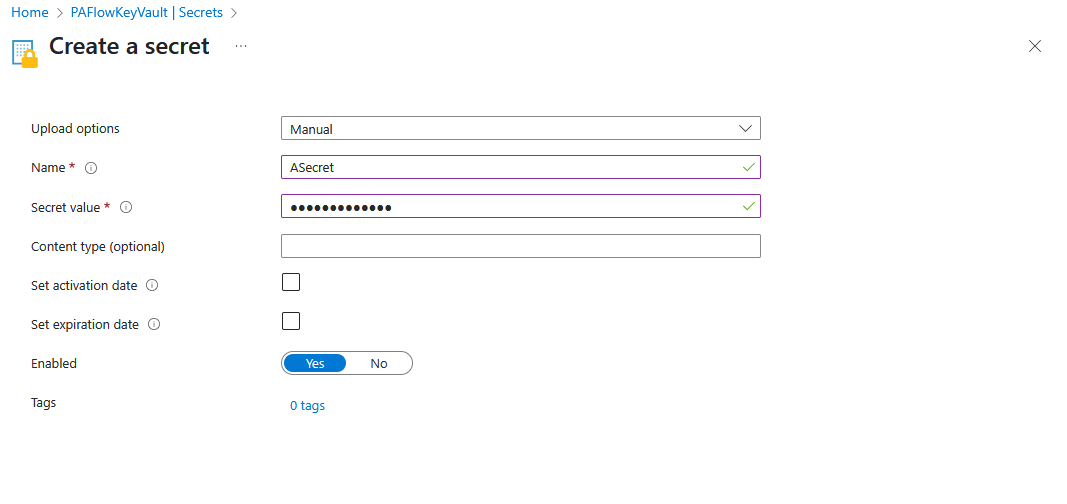 Home > PAFlowKeyVault | Secrets >
Create a secret ...
Upload options Manual
Name * ASecret
Secret value * •••••••••••••
Content type (optional)
Set activation date
Set expiration date
Enabled Yes No
Tags 0 tags